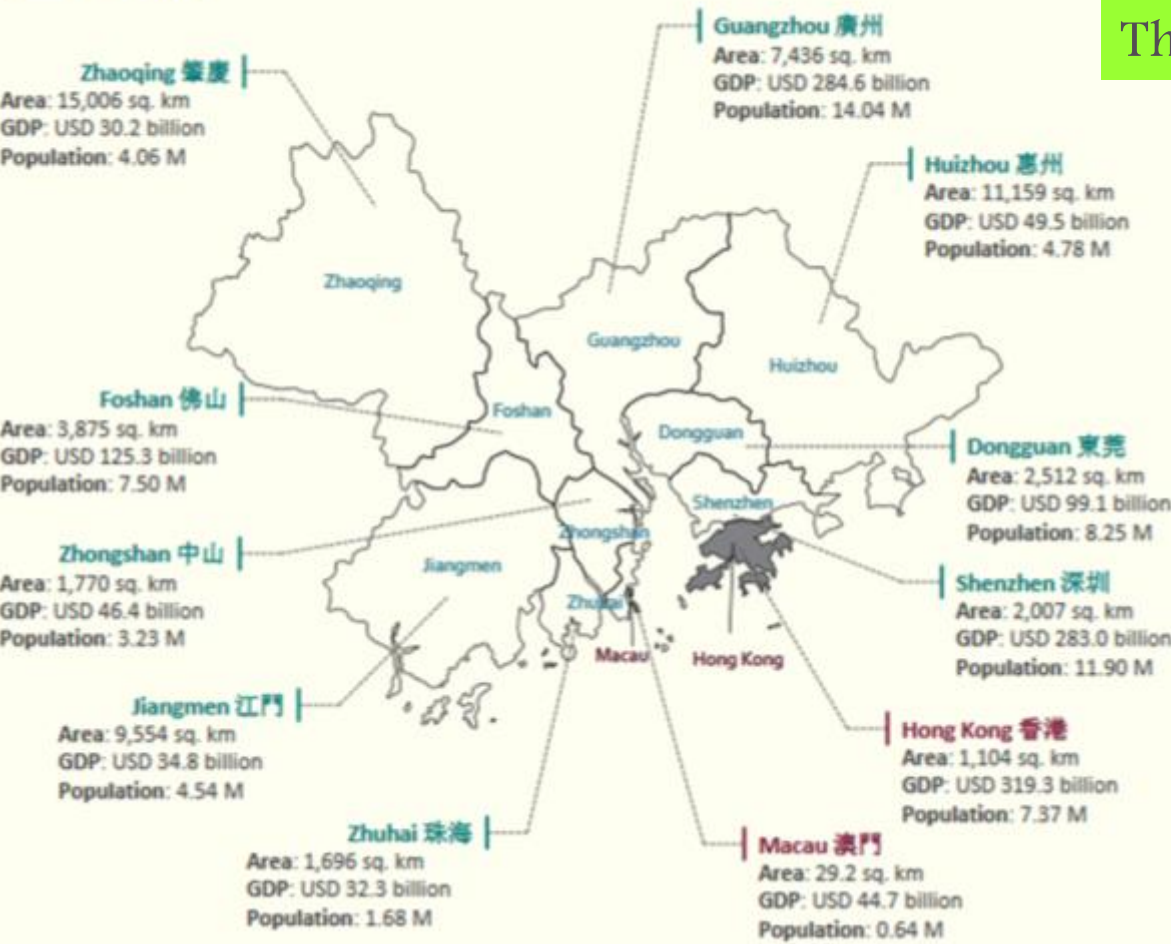 Th
Guangzhou 廣州
Area: 7,436 sq. km
GDP: USD 284.6 billion
Population: 14.04 M
Zhaoqing 肇慶
Area: 15,006 sq. km
GDP: USD 30.2 billion
Population: 4.06 M
Huizhou 惠州
Area: 11,159 sq. km
GDP: USD 49.5 billion
Population: 4.78 M
Zhaoqing
Guangzhou
Huizhou
Foshan
Dongguan
Shenzhen
Zhongshan
Jiangmen
Zhuhai
Macau
Hong Kong
Foshan 佛山
Area: 3,875 sq. km
GDP: USD 125.3 billion
Population: 7.50 M
Dongguan 東莞
Area: 2,512 sq. km
GDP: USD 99.1 billion
Population: 8.25 M
Zhongshan 中山
Area: 1,770 sq. km
GDP: USD 46.4 billion
Population: 3.23 M
Shenzhen 深圳
Area: 2,007 sq. km
GDP: USD 283.0 billion
Population: 11.90 M
Jiangmen 江門
Area: 9,554 sq. km
GDP: USD 34.8 billion
Population: 4.54 M
Hong Kong 香港
Area: 1,104 sq. km
GDP: USD 319.3 billion
Population: 7.37 M
Zhuhai 珠海
Area: 1,696 sq. km
GDP: USD 32.3 billion
Population: 1.68 M
Macau 澳門
Area: 29.2 sq. km
GDP: USD 44.7 billion
Population: 0.64 M